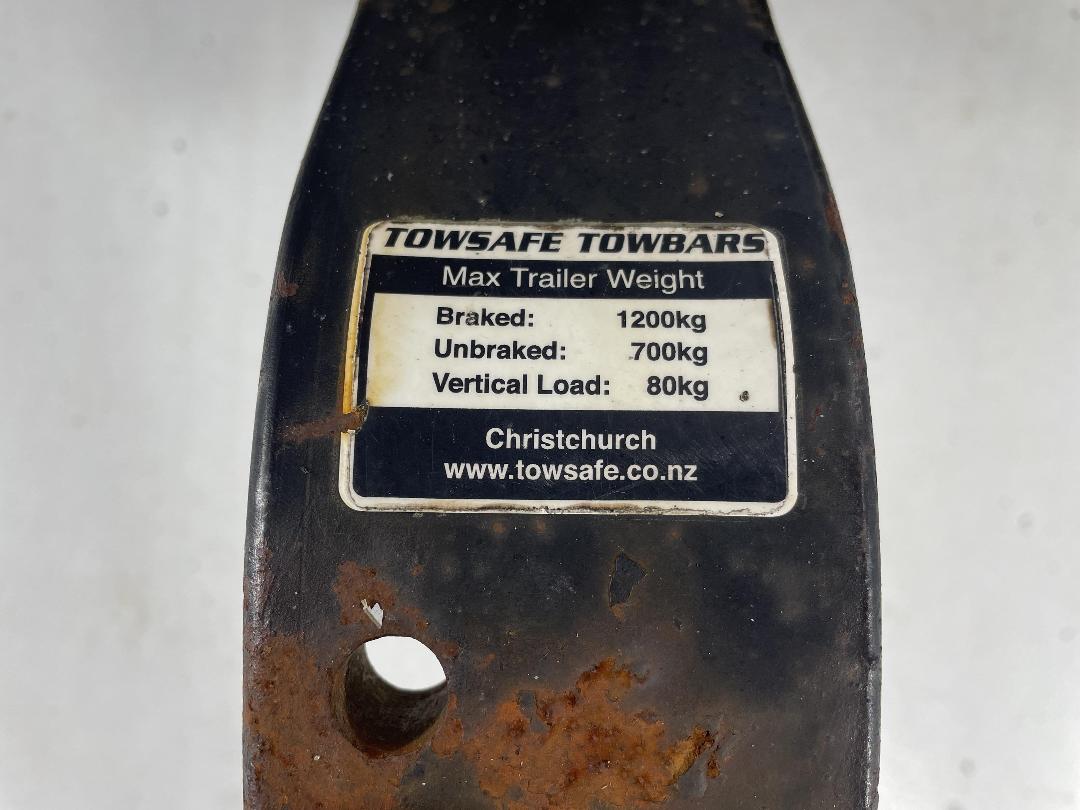 TOWSAFE TOWBARS
Max Trailer Weight
Braked: 1200kg
Unbraked: 700kg
Vertical Load: 80kg
Christchurch
www.towsafe.co.nz